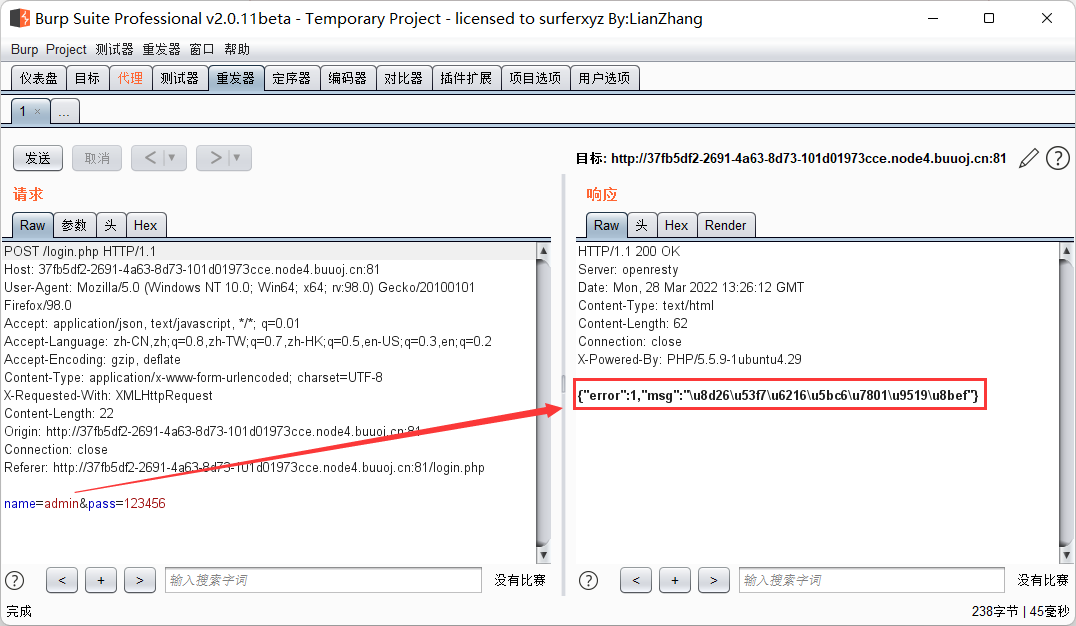 Burp Suite Professional v2.0.11beta - Temporary Project - licensed to surferxyz By:LianZhang
Burp Project 测试器 重发器 窗口 帮助
仪表盘 目标 代理 测试器 重发器 定序器 编码器 对比器 插件扩展 项目选项 用户选项
1 × ...
发送 取消 < > 目标: http://37fb5df2-2691-4a63-8d73-101d01973cce.node4.buuoj.cn:81 ?
请求
Raw 参数 头 Hex
POST /login.php HTTP/1.1
Host: 37fb5df2-2691-4a63-8d73-101d01973cce.node4.buuoj.cn:81
User-Agent: Mozilla/5.0 (Windows NT 10.0; Win64; x64; rv:98.0) Gecko/20100101
Firefox/98.0
Accept: application/json, text/javascript, */*; q=0.01
Accept-Language: zh-CN,zh;q=0.8,zh-TW;q=0.7,zh-HK;q=0.5,en-US;q=0.3,en;q=0.2
Accept-Encoding: gzip, deflate
Content-Type: application/x-www-form-urlencoded; charset=UTF-8
X-Requested-With: XMLHttpRequest
Content-Length: 22
Origin: http://37fb5df2-2691-4a63-8d73-101d01973cce.node4.buuoj.cn:81
Connection: close
Referer: http://37fb5df2-2691-4a63-8d73-101d01973cce.node4.buuoj.cn:81/login.php
name=admin&pass=123456
? < + > 输入搜索字词 没有比赛
响应
Raw 头 Hex Render
HTTP/1.1 200 OK
Server: openresty
Date: Mon, 28 Mar 2022 13:26:12 GMT
Content-Type: text/html
Content-Length: 62
Connection: close
X-Powered-By: PHP/5.5.9-1ubuntu4.29
{"error":1,"msg":"\u8d26\u53f7\u6216\u5bc6\u7801\u9519\u8bef"}
? < + > 输入搜索字词 没有比赛
完成 238字节 | 45毫秒